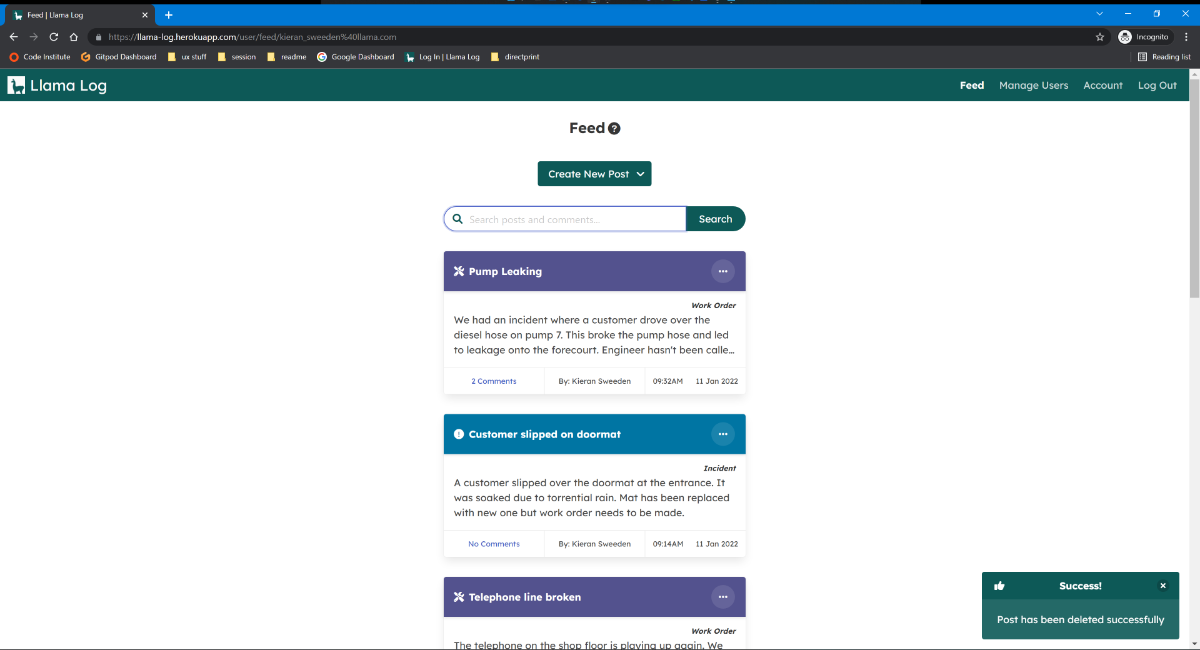 Feed | Llama Log
https://llama-log.herokuapp.com/user/feed/kieran_sweeden%40llama.com
Incognito
Code Institute
Gitpod Dashboard
ux stuff
session
readme
Google Dashboard
Log In | Llama Log
directprint
Reading list
Llama Log
Feed
Manage Users
Account
Log Out
Feed
Create New Post
Search posts and comments...
Search
Pump Leaking
Work Order
We had an incident where a customer drove over the
diesel hose on pump 7. This broke the pump hose and led
to leakage onto the forecourt. Engineer hasn't been calle...
2 Comments
By: Kieran Sweeden
09:32AM
11 Jan 2022
Customer slipped on doormat
Incident
A customer slipped over the doormat at the entrance. It
was soaked due to torrential rain. Mat has been replaced
with new one but work order needs to be made.
No Comments
By: Kieran Sweeden
09:14AM
11 Jan 2022
Telephone line broken
Work Order
The telephone on the shop floor is playing up again. We
Success!
Post has been deleted successfully